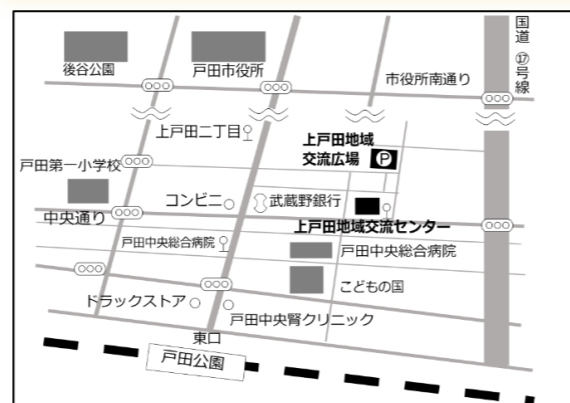 国道⑰号線
後谷公園
戸田市役所
市役所南通り
上戸田二丁目
上戸田地域
交流広場
P
戸田第一小学校
コンビニ
武蔵野銀行
中央通り
上戸田地域交流センター
戸田中央総合病院
戸田中央総合病院
こどもの国
ドラックストア
戸田中央腎クリニック
東口
戸田公園